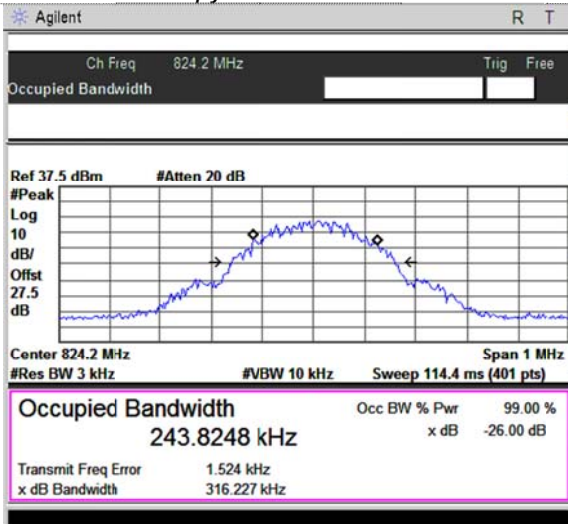 Agilent R T
Ch Freq 824.2 MHz Trig Free
Occupied Bandwidth
Ref 37.5 dBm #Atten 20 dB
#Peak
Log
10
dB/
Offst
27.5
dB
Center 824.2 MHz Span 1 MHz
#Res BW 3 kHz #VBW 10 kHz Sweep 114.4 ms (401 pts)
Occupied Bandwidth Occ BW % Pwr 99.00 %
243.8248 kHz x dB -26.00 dB
Transmit Freq Error 1.524 kHz
x dB Bandwidth 316.227 kHz